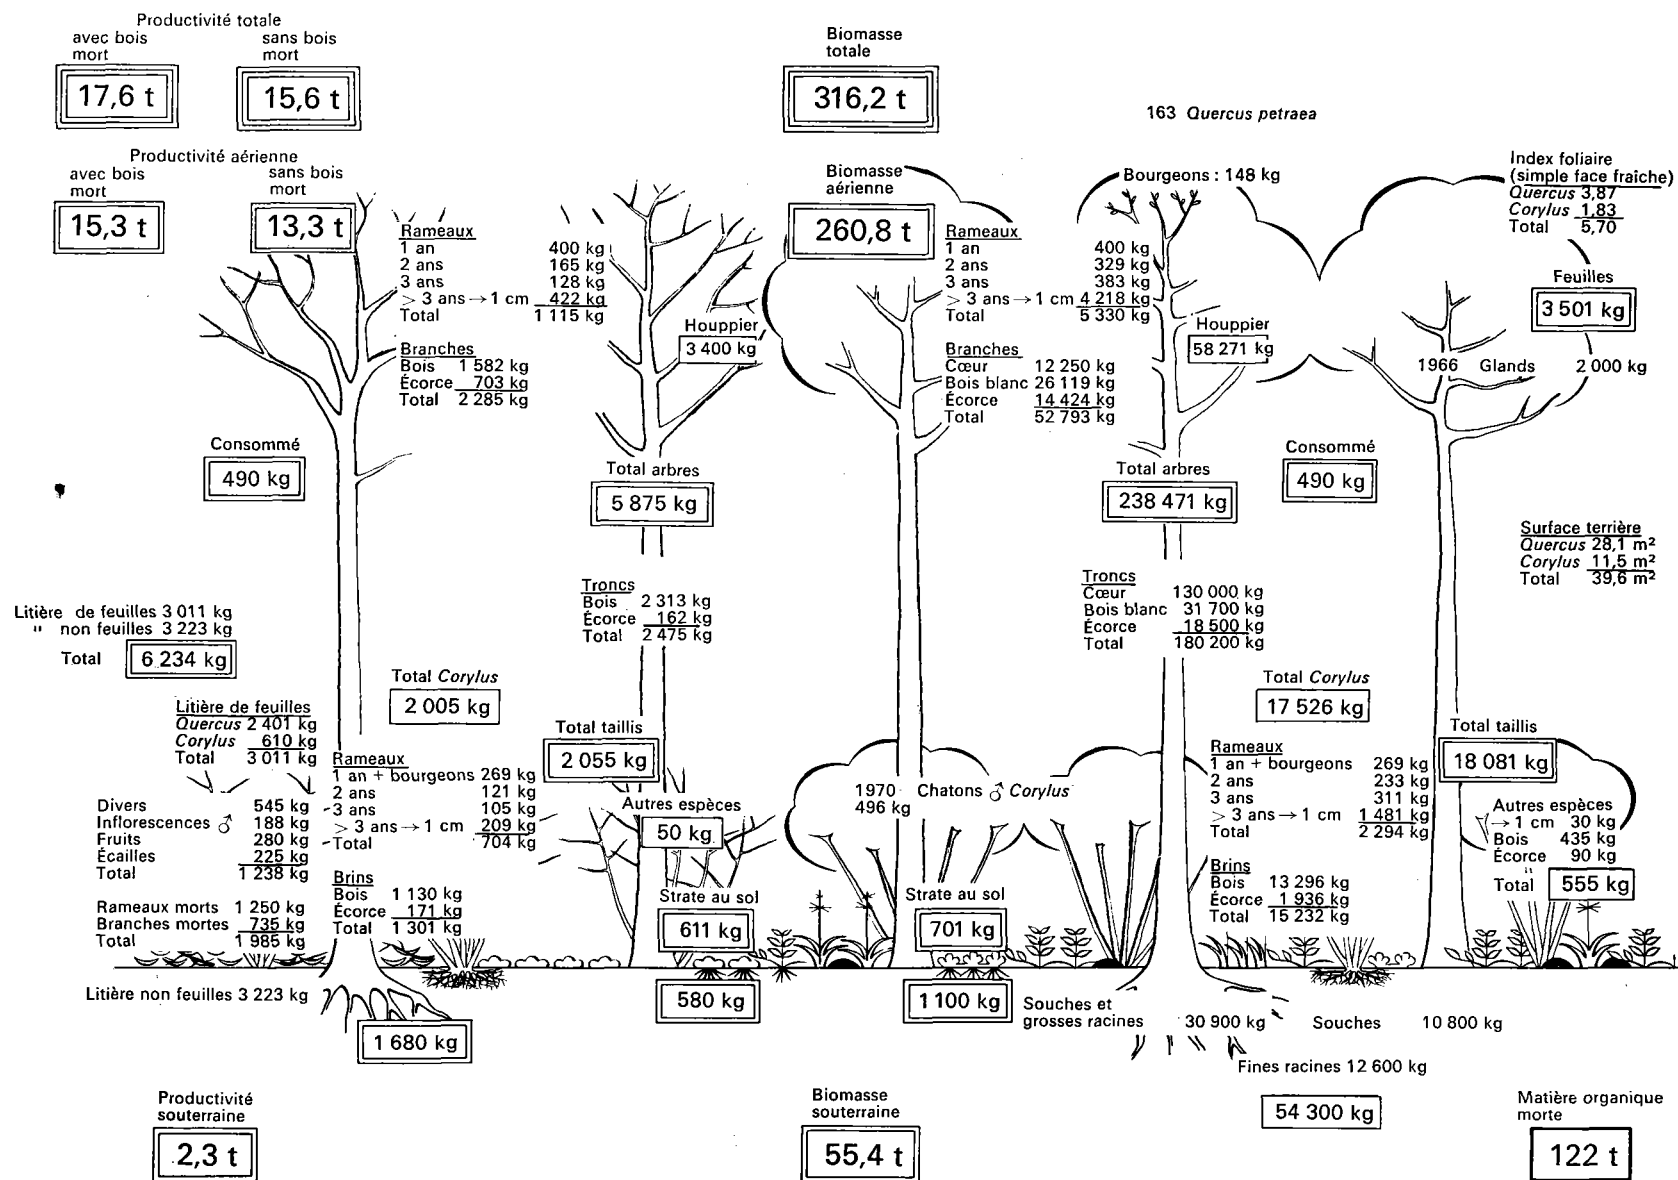 Productivité totale
avec bois
mort
17,6 t
sans bois
mort
15,6 t
Productivité aérienne
avec bois
mort
15,3 t
sans bois
mort
13,3 t
Biomasse
totale
316,2 t
Biomasse
aérienne
260,8 t
163 Quercus petraea
Bourgeons : 148 kg
Index foliaire
(simple face fraiche)
Quercus 3,87
Corylus 1,83
Total 5,70
Feuilles
3 501 kg
1966 Glands 2 000 kg
Rameaux
1 an 400 kg
2 ans 165 kg
3 ans 128 kg
> 3 ans → 1 cm 422 kg
Total 1 115 kg
Branches
Bois 1 582 kg
Écorce 703 kg
Total 2 285 kg
Houppier
3 400 kg
Rameaux
1 an 400 kg
2 ans 329 kg
3 ans 383 kg
> 3 ans → 1 cm 4 218 kg
Total 5 330 kg
Branches
Cœur 12 250 kg
Bois blanc 26 119 kg
Écorce 14 424 kg
Total 52 793 kg
Houppier
58 271 kg
Consommé
490 kg
Total arbres
5 875 kg
Total arbres
238 471 kg
Consommé
490 kg
Surface terrière
Quercus 28,1 m²
Corylus 11,5 m²
Total 39,6 m²
Troncs
Bois 2 313 kg
Écorce 162 kg
Total 2 475 kg
Troncs
Cœur 130 000 kg
Bois blanc 31 700 kg
Écorce 18 500 kg
Total 180 200 kg
Litière de feuilles 3 011 kg
" non feuilles 3 223 kg
Total 6 234 kg
Litière de feuilles
Quercus 2 401 kg
Corylus 610 kg
Total 3 011 kg
Total Corylus
2 005 kg
Total taillis
2 055 kg
Total Corylus
17 526 kg
Total taillis
18 081 kg
Divers 545 kg
Inflorescences ♂ 188 kg
Fruits 280 kg
Écailles 225 kg
Total 1 238 kg
Rameaux morts 1 250 kg
Branches mortes 735 kg
Total 1 985 kg
Litière non feuilles 3 223 kg
Rameaux
1 an + bourgeons 269 kg
2 ans 121 kg
3 ans 105 kg
> 3 ans → 1 cm 209 kg
Total 704 kg
Brins
Bois 1 130 kg
Écorce 171 kg
Total 1 301 kg
Autres espèces
50 kg
Strate au sol
611 kg
1970 Chatons ♂ Corylus
496 kg
Strate au sol
701 kg
Rameaux
1 an + bourgeons 269 kg
2 ans 233 kg
3 ans 311 kg
> 3 ans → 1 cm 1 481 kg
Total 2 294 kg
Brins
Bois 13 296 kg
Écorce 1 936 kg
Total 15 232 kg
Autres espèces
→ 1 cm 30 kg
Bois 435 kg
Écorce 90 kg
"
Total 555 kg
1 680 kg
580 kg
1 100 kg
Souches et
grosses racines 30 900 kg
Souches 10 800 kg
Fines racines 12 600 kg
54 300 kg
Productivité
souterraine
2,3 t
Biomasse
souterraine
55,4 t
Matière organique
morte
122 t